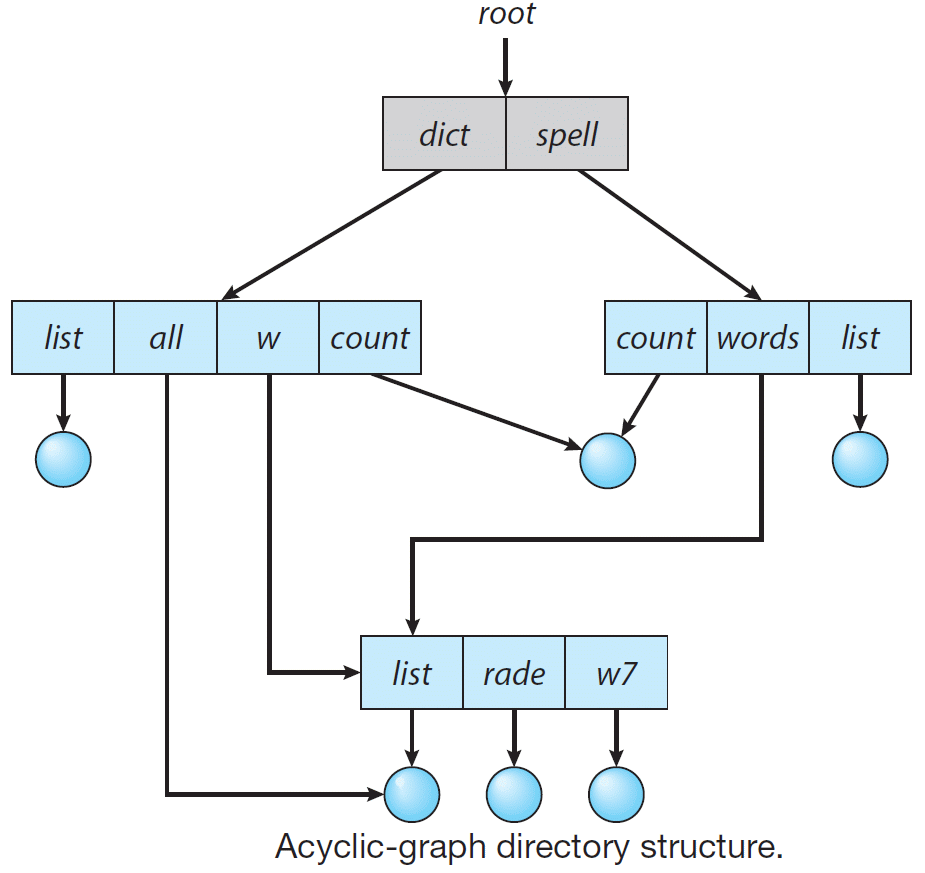 root
dict spell
list all w count
count words list
list rade w7
Acyclic-graph directory structure.